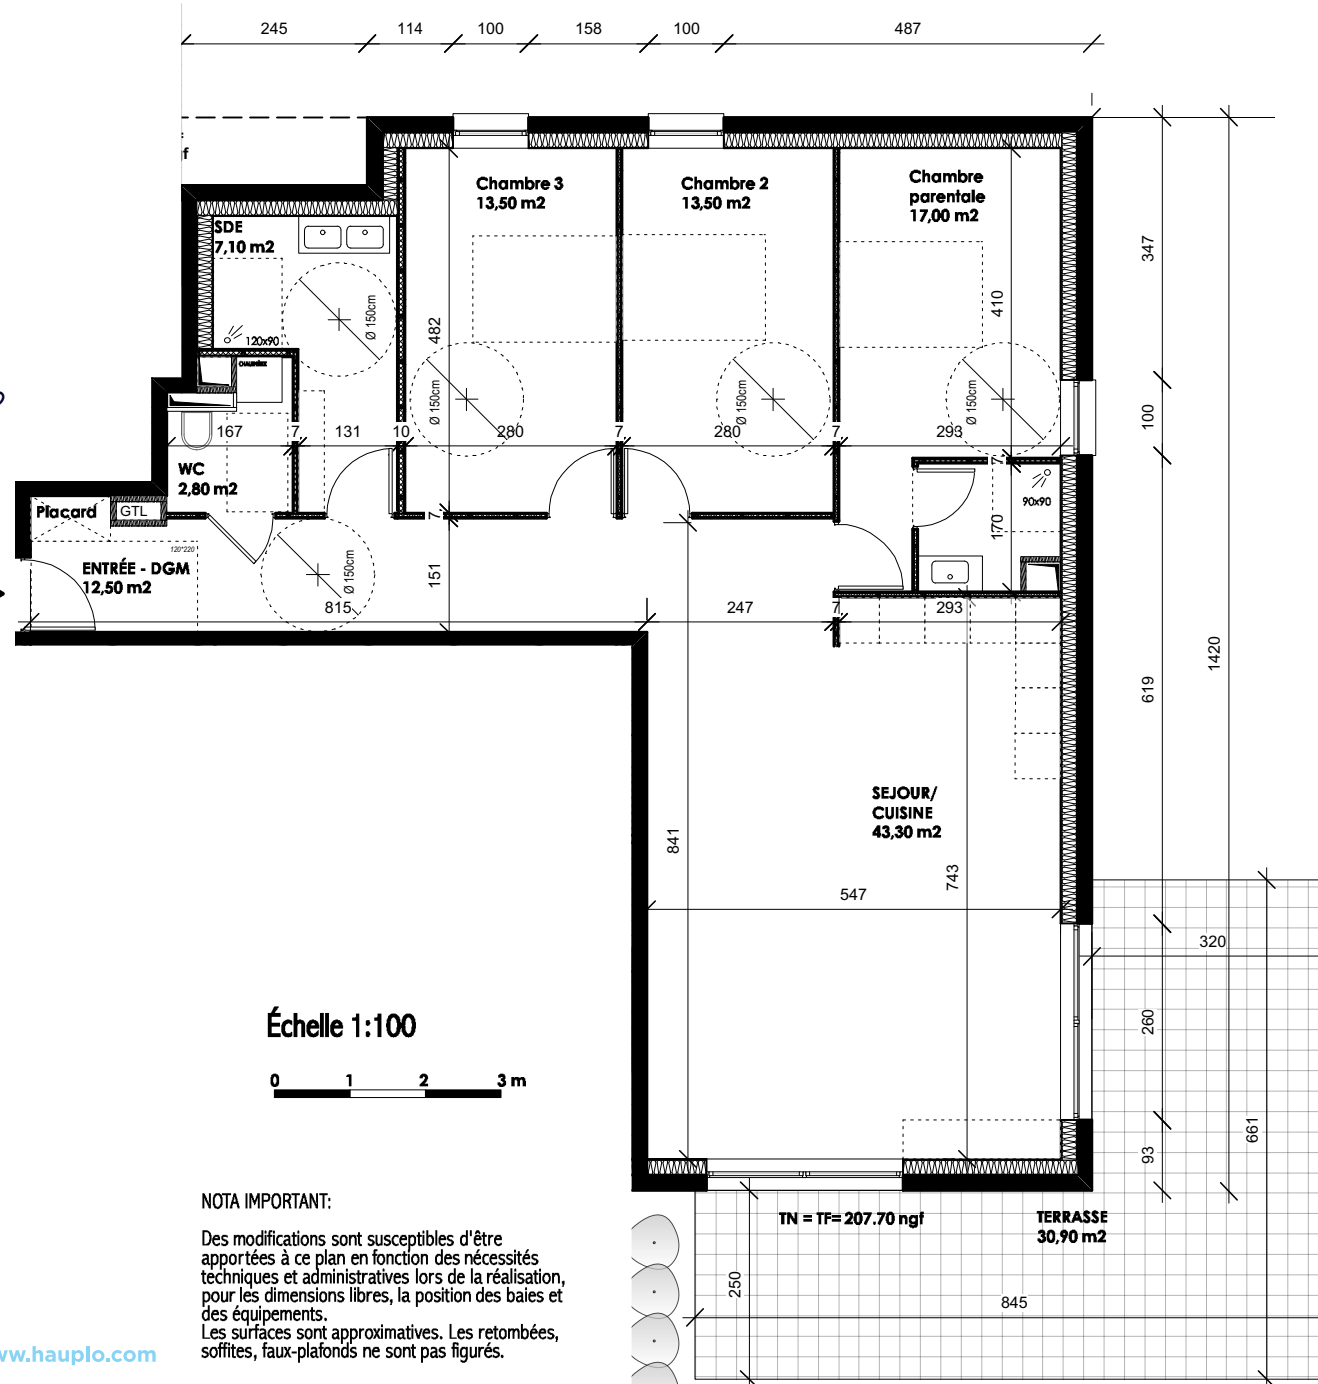 245
114
100
158
100
487
Chambre 3
13,50 m2
Chambre 2
13,50 m2
Chambre
parentale
17,00 m2
SDE
7,10 m2
347
482
410
Ø 150cm
120x90
CHAUDIÈRE
Ø 150cm
Ø 150cm
Ø 150cm
100
167
7
131
10
280
7
280
7
293
WC
2,80 m2
7
90x90
Placard
GTL
7
170
120*220
ENTRÉE - DGM
12,50 m2
Ø 150cm
151
815
247
7
293
1420
619
SEJOUR/
CUISINE
43,30 m2
841
743
547
320
260
Échelle 1:100
0 1 2 3 m
661
93
NOTA IMPORTANT:
Des modifications sont susceptibles d'être
apportées à ce plan en fonction des nécessités
techniques et administratives lors de la réalisation,
pour les dimensions libres, la position des baies et
des équipements.
Les surfaces sont approximatives. Les retombées,
soffites, faux-plafonds ne sont pas figurés.
TN = TF= 207.70 ngf
TERRASSE
30,90 m2
250
845
ww.hauplo.com